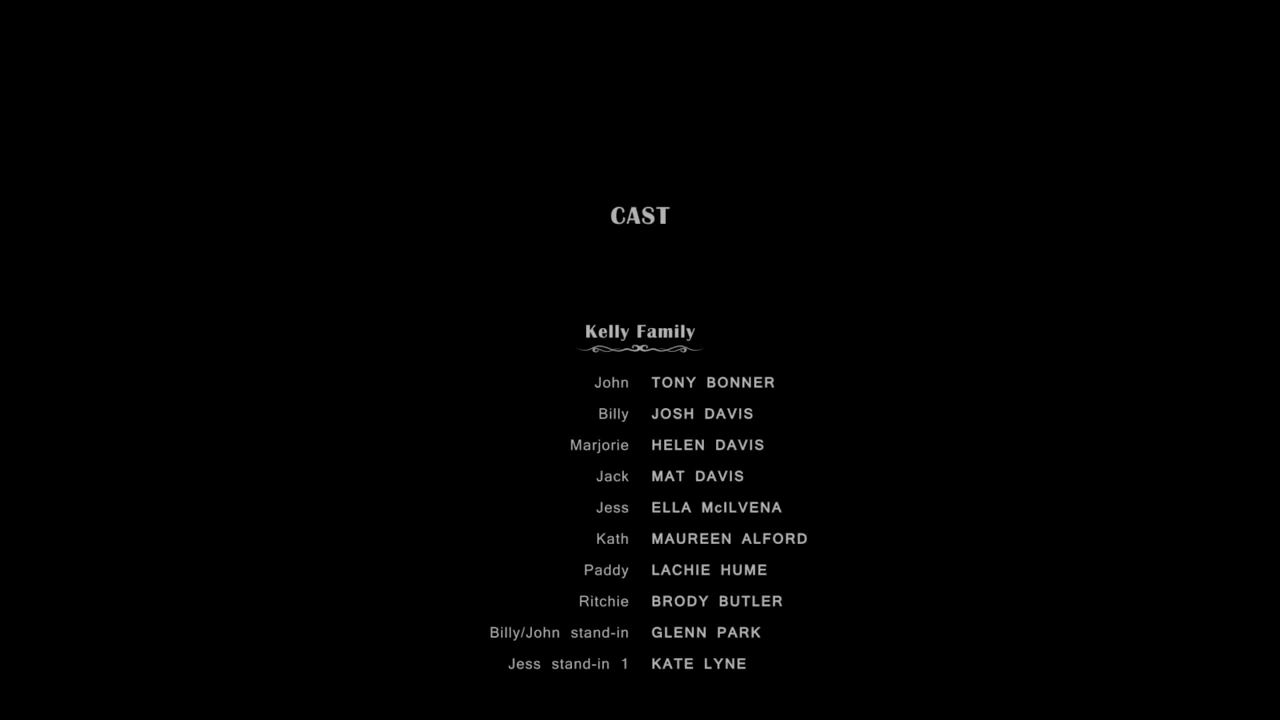 CAST
Kelly Family
John TONY BONNER
Billy JOSH DAVIS
Marjorie HELEN DAVIS
Jack MAT DAVIS
Jess ELLA McILVENA
Kath MAUREEN ALFORD
Paddy LACHIE HUME
Ritchie BRODY BUTLER
Billy/John stand-in GLENN PARK
Jess stand-in 1 KATE LYNE